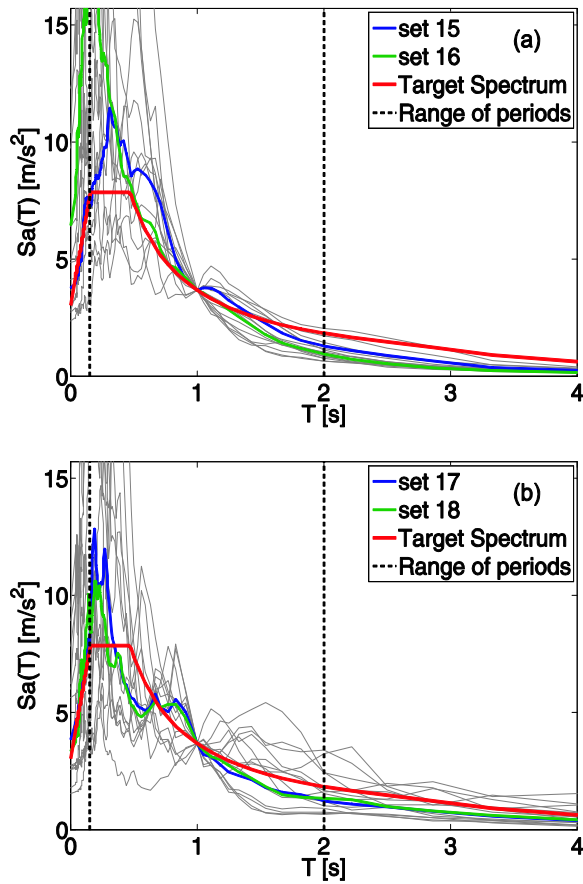 15
10
5
0
Sa(T) [m/s²]
set 15
set 16
Target Spectrum
Range of periods
(a)
0
1
2
3
4
T [s]
15
10
5
0
Sa(T) [m/s²]
set 17
set 18
Target Spectrum
Range of periods
(b)
0
1
2
3
4
T [s]